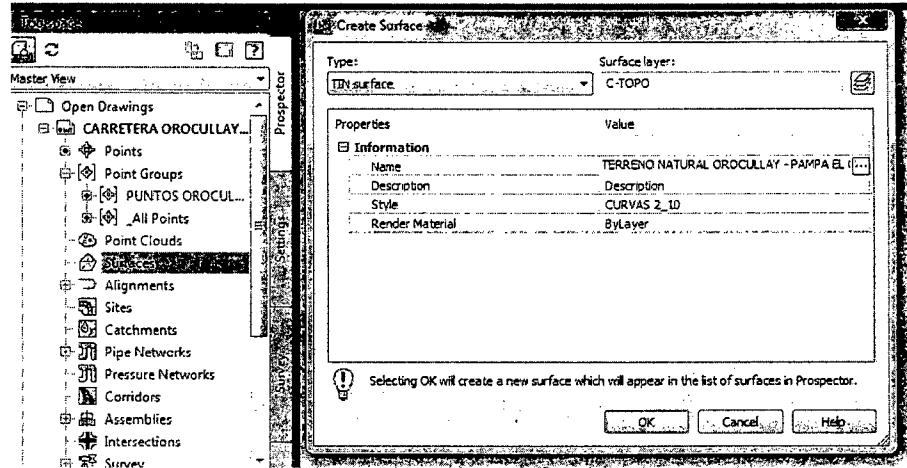 Toolspace
Master View
Open Drawings
CARRETERA OROCULLAY...
Points
Point Groups
PUNTOS OROCUL...
_All Points
Point Clouds
Surfaces
Alignments
Sites
Catchments
Pipe Networks
Pressure Networks
Corridors
Assemblies
Intersections
Survey
Prospector
Settings
Survey
Create Surface
Type:
Surface layer:
TIN surface
C-TOPO
Properties
Value
Information
Name
TERRENO NATURAL OROCULLAY - PAMPA EL
Description
Description
Style
CURVAS 2_10
Render Material
ByLayer
Selecting OK will create a new surface which will appear in the list of surfaces in Prospector.
OK
Cancel
Help